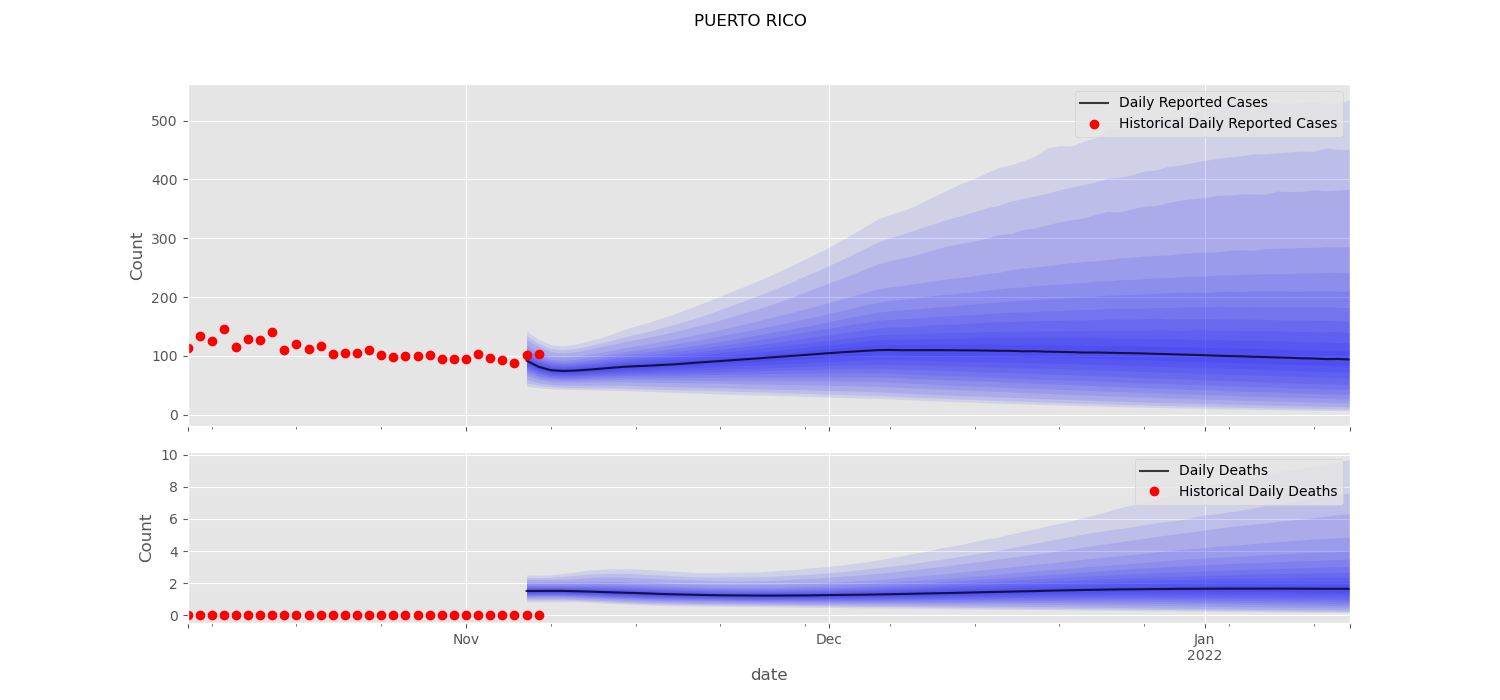 PUERTO RICO
Daily Reported Cases
Historical Daily Reported Cases
500
400
300
200
100
0
Count
Daily Deaths
Historical Daily Deaths
10
8
6
4
2
0
Count
Nov
Dec
Jan
2022
date